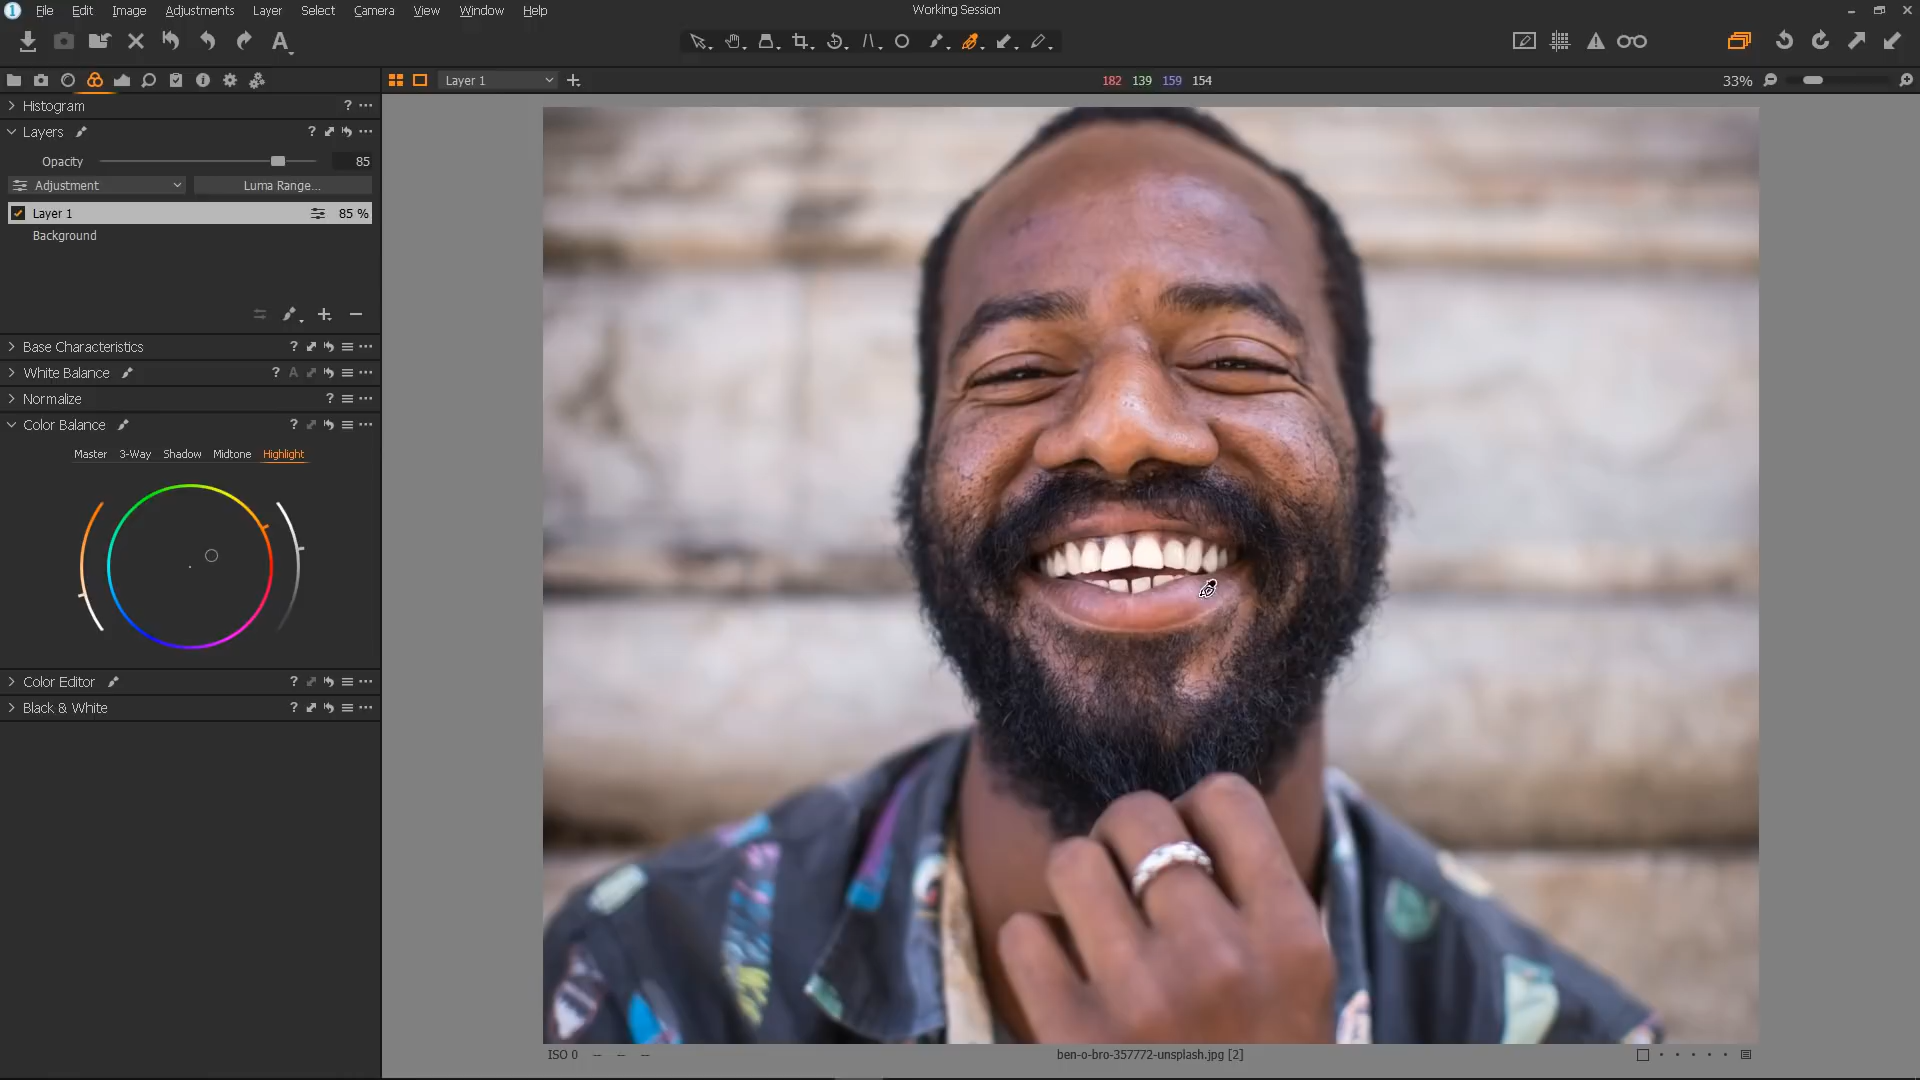 1 File Edit Image Adjustments Layer Select Camera View Window Help Working Session
A
Layer 1 182 139 159 154 33%
Histogram ? ...
Layers ? ...
Opacity 85
Adjustment Luma Range...
Layer 1 85 %
Background
Base Characteristics ? ...
White Balance ? A ...
Normalize ? ...
Color Balance ? ...
Master 3-Way Shadow Midtone Highlight
Color Editor ? ...
Black & White ? ...
ISO 0 -- -- -- ben-o-bro-357772-unsplash.jpg [2]